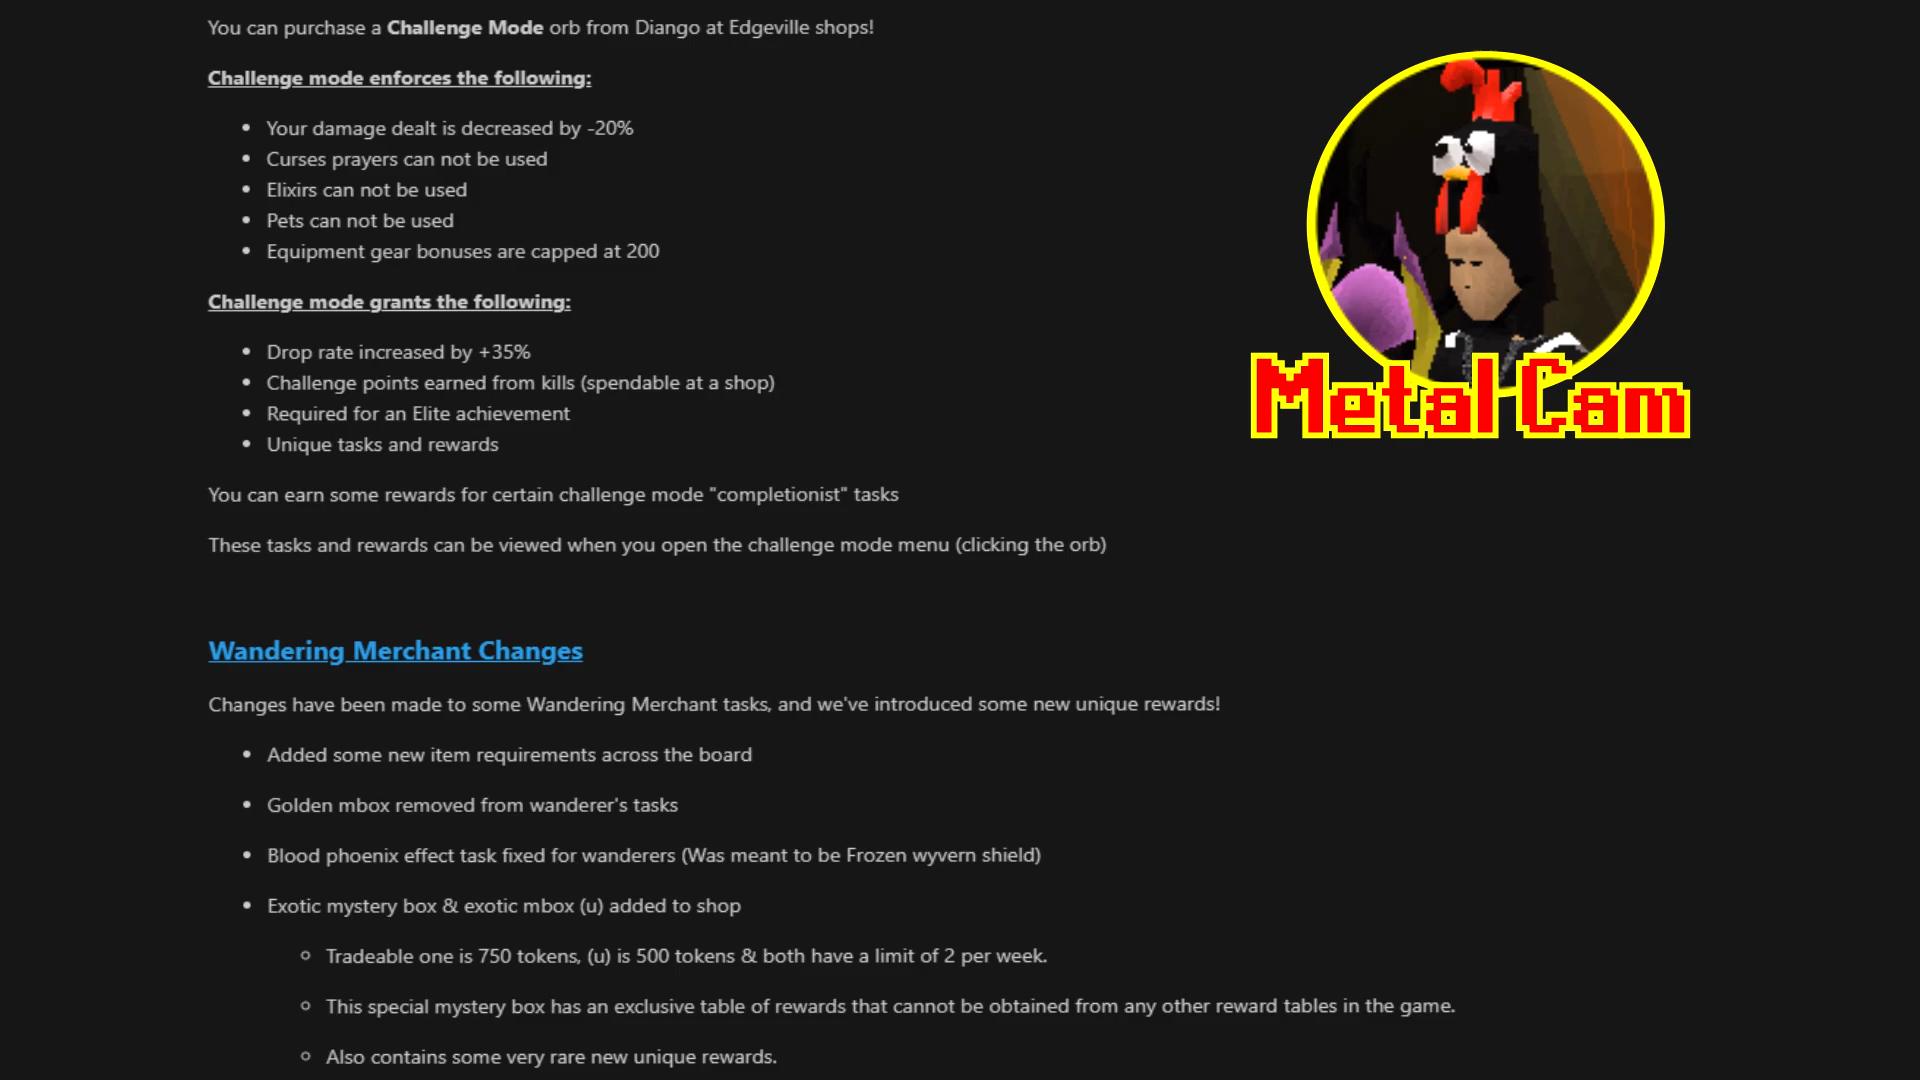 You can purchase a Challenge Mode orb from Diango at Edgeville shops!
Challenge mode enforces the following:
Your damage dealt is decreased by -20%
Curses prayers can not be used
Elixirs can not be used
Pets can not be used
Equipment gear bonuses are capped at 200
Challenge mode grants the following:
Drop rate increased by +35%
Challenge points earned from kills (spendable at a shop)
Required for an Elite achievement
Unique tasks and rewards
You can earn some rewards for certain challenge mode "completionist" tasks
These tasks and rewards can be viewed when you open the challenge mode menu (clicking the orb)
Metal Cam
Wandering Merchant Changes
Changes have been made to some Wandering Merchant tasks, and we've introduced some new unique rewards!
Added some new item requirements across the board
Golden mbox removed from wanderer's tasks
Blood phoenix effect task fixed for wanderers (Was meant to be Frozen wyvern shield)
Exotic mystery box & exotic mbox (u) added to shop
Tradeable one is 750 tokens, (u) is 500 tokens & both have a limit of 2 per week.
This special mystery box has an exclusive table of rewards that cannot be obtained from any other reward tables in the game.
Also contains some very rare new unique rewards.